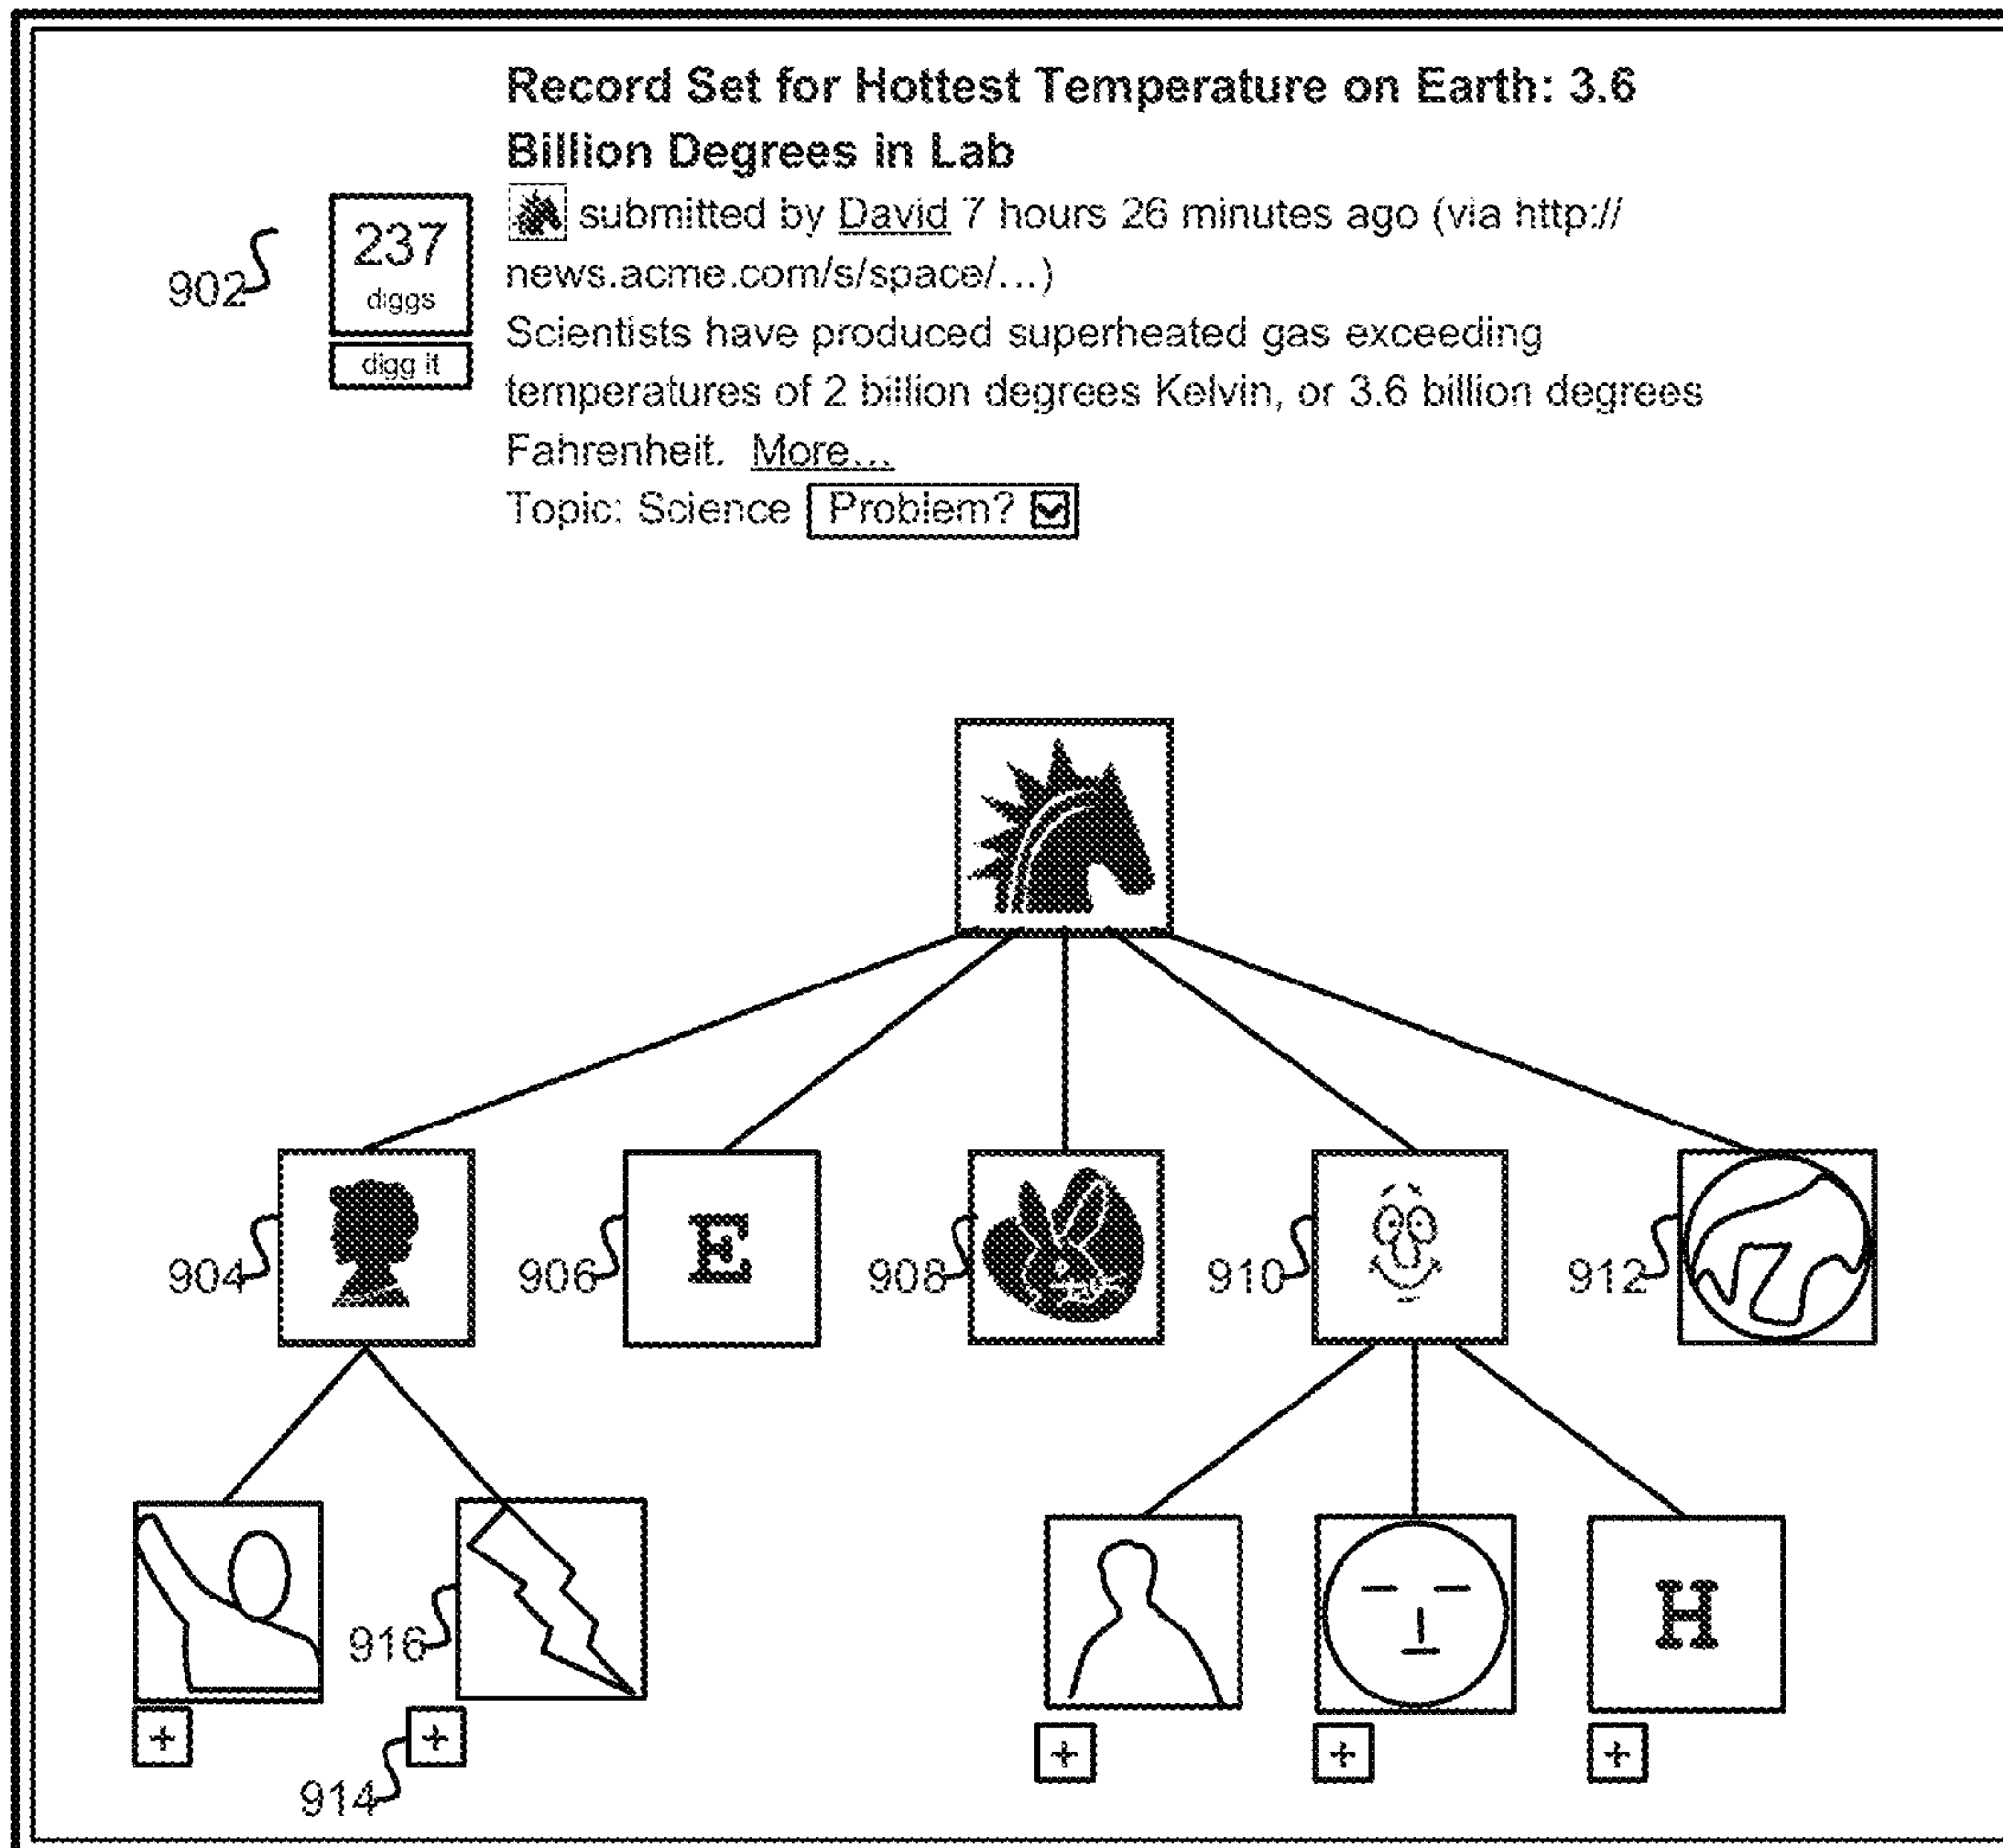 Record Set for Hottest Temperature on Earth: 3.6
Billion Degrees in Lab
submitted by David 7 hours 26 minutes ago (via http://
news.acme.com/s/space/...)
902
237
diggs
digg it
Scientists have produced superheated gas exceeding
temperatures of 2 billion degrees Kelvin, or 3.6 billion degrees
Fahrenheit. More...
Topic: Science Problem?
904
906
E
908
910
912
916
H
+
+
+
+
+
914